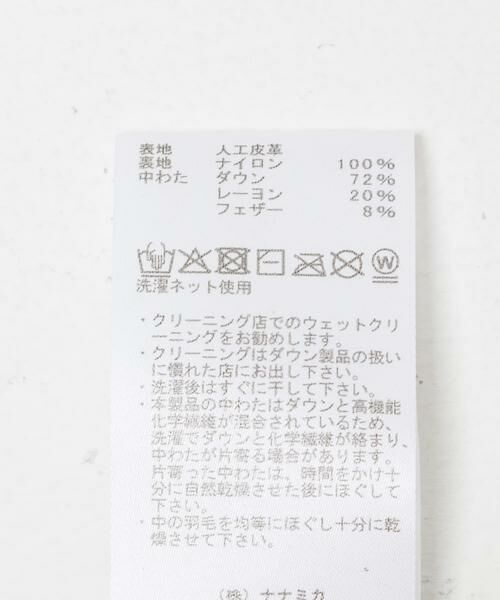 表地 人工皮革
裏地 ナイロン 100%
中わた ダウン 72%
レーヨン 20%
フェザー 8%
W
洗濯ネット使用
・クリーニング店でのウェットクリ
ーニングをお勧めします。
・クリーニングはダウン製品の扱い
に慣れた店にお出し下さい。
・洗濯後はすぐに干して下さい。
・本製品の中わたはダウンと高機能
化学繊維が混合されているため、
洗濯でダウンと化学繊維が絡まり、
中わたが片寄る場合があります。
片寄った中わたは、時間をかけ十
分に自然乾燥させた後にほぐして
下さい。
・中の羽毛を均等にほぐし十分に乾
燥させて下さい。
(株) ナナミカ